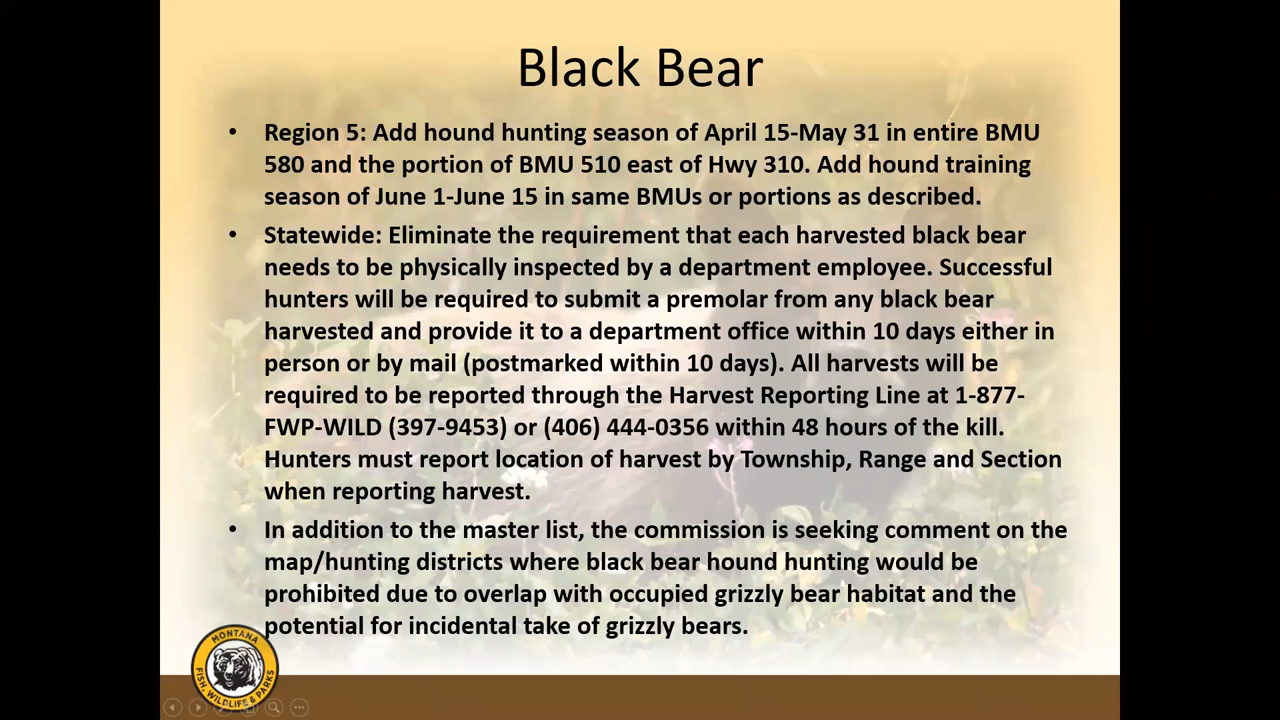 Black Bear
• Region 5: Add hound hunting season of April 15-May 31 in entire BMU
580 and the portion of BMU 510 east of Hwy 310. Add hound training
season of June 1-June 15 in same BMUs or portions as described.
• Statewide: Eliminate the requirement that each harvested black bear
needs to be physically inspected by a department employee. Successful
hunters will be required to submit a premolar from any black bear
harvested and provide it to a department office within 10 days either in
person or by mail (postmarked within 10 days). All harvests will be
required to be reported through the Harvest Reporting Line at 1-877-
FWP-WILD (397-9453) or (406) 444-0356 within 48 hours of the kill.
Hunters must report location of harvest by Township, Range and Section
when reporting harvest.
• In addition to the master list, the commission is seeking comment on the
map/hunting districts where black bear hound hunting would be
prohibited due to overlap with occupied grizzly bear habitat and the
potential for incidental take of grizzly bears.
MONTANA
FISH, WILDLIFE & PARKS